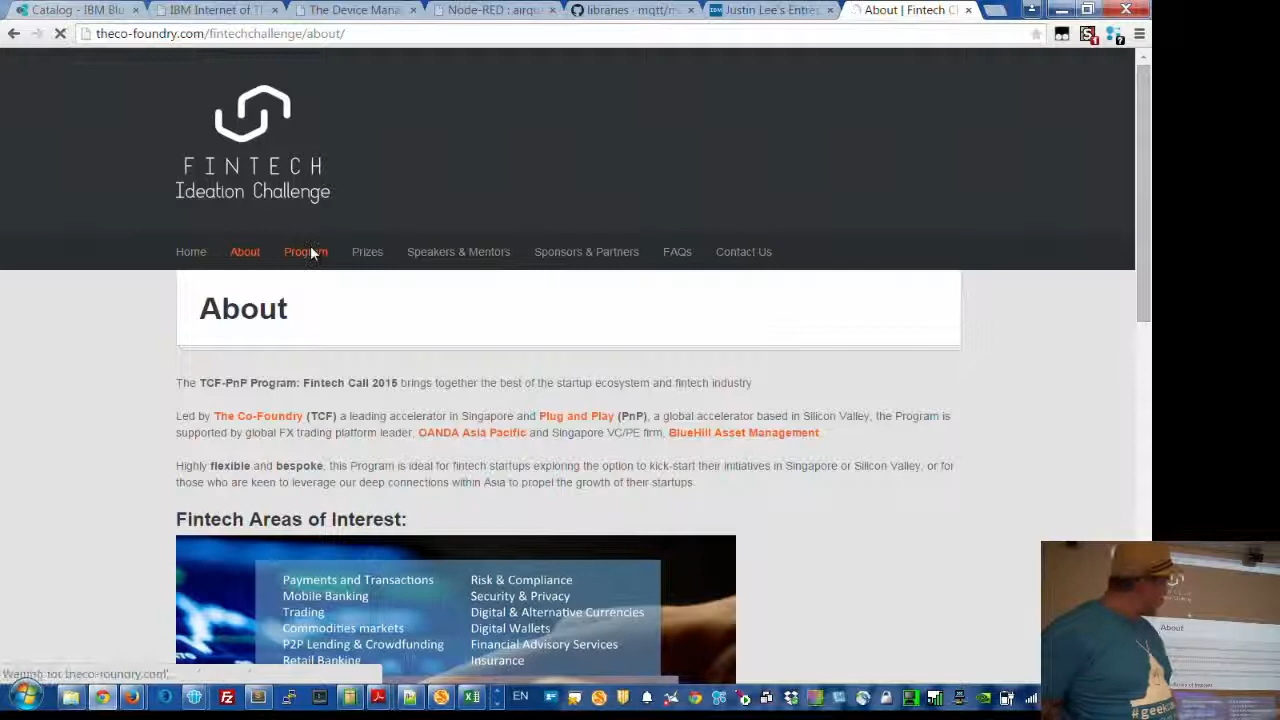 Catalog - IBM Blu
IBM Internet of T
The Device Mana
Node-RED : airqu
libraries · mqtt/m
Justin Lee's Entres
About | Fintech C
theco-foundry.com/fintechchallenge/about/
FINTECH
Ideation Challenge
Home About Program Prizes Speakers & Mentors Sponsors & Partners FAQs Contact Us
About
The TCF-PnP Program: Fintech Call 2015 brings together the best of the startup ecosystem and fintech industry
Led by The Co-Foundry (TCF) a leading accelerator in Singapore and Plug and Play (PnP), a global accelerator based in Silicon Valley, the Program is
supported by global FX trading platform leader, OANDA Asia Pacific and Singapore VC/PE firm, BlueHill Asset Management.
Highly flexible and bespoke, this Program is ideal for fintech startups exploring the option to kick-start their initiatives in Singapore or Silicon Valley, or for
those who are keen to leverage our deep connections within Asia to propel the growth of their startups.
Fintech Areas of Interest:
Payments and Transactions
Mobile Banking
Trading
Commodities markets
P2P Lending & Crowdfunding
Retail Banking
Risk & Compliance
Security & Privacy
Digital & Alternative Currencies
Digital Wallets
Financial Advisory Services
Insurance
Waiting for theco-foundry.com...
EN
About
#geek